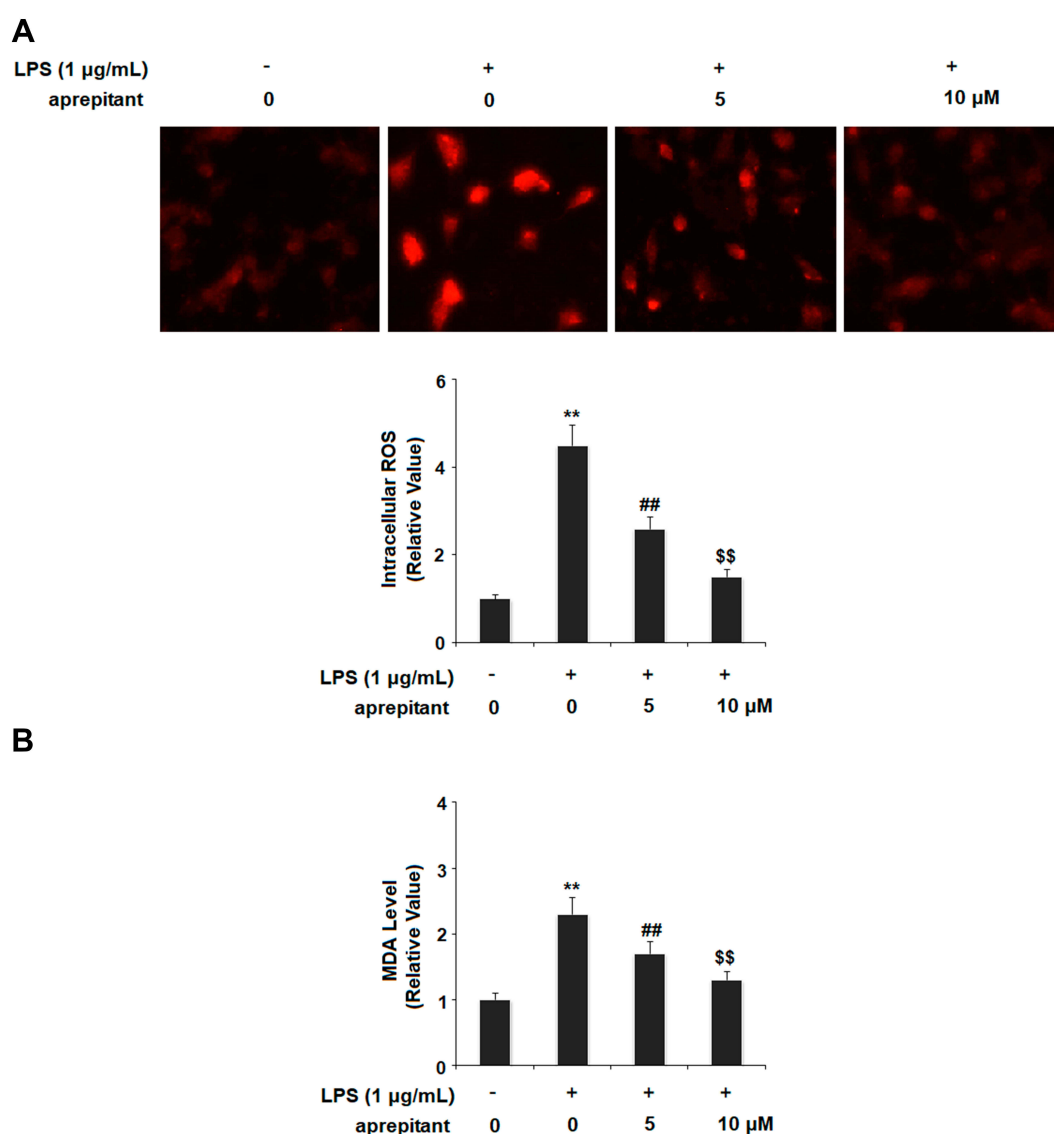 A
LPS (1 µg/mL) - + + +
aprepitant 0 0 5 10 µM
6
4
2
0
Intracellular ROS
(Relative Value)
**
##
$$
LPS (1 µg/mL) - + + +
aprepitant 0 0 5 10 µM
B
4
3
2
1
0
MDA Level
(Relative Value)
**
##
$$
LPS (1 µg/mL) - + + +
aprepitant 0 0 5 10 µM